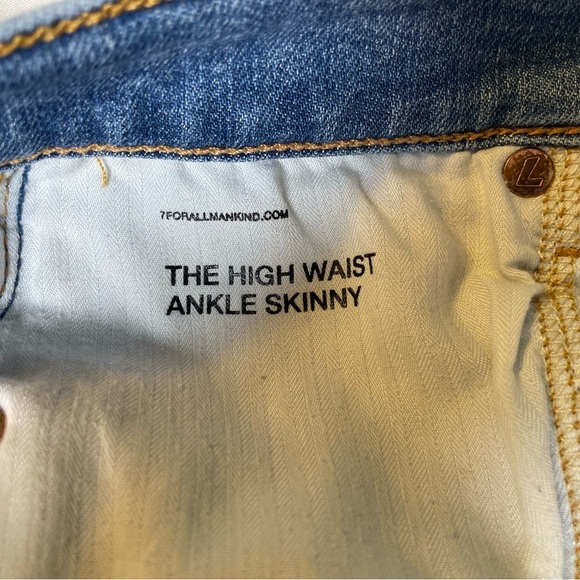 7FORALLMANKIND.COM
THE HIGH WAIST
ANKLE SKINNY